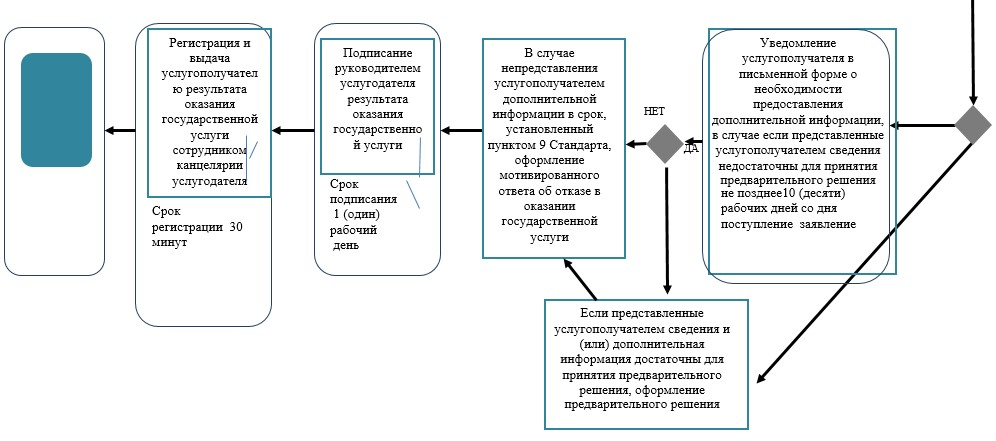 Регистрация и
выдача
услугополучател
ю результата
оказания
государственной
услуги
сотрудником
канцелярии
услугодателя
Срок
регистрации 30
минут
Подписание
руководителем
услугодателя
результата
оказания
государственно
й услуги
Срок
подписания
1 (один)
рабочий
день
В случае
непредставления
услугополучателем
дополнительной
информации в срок,
установленный
пунктом 9 Стандарта,
оформление
мотивированного
ответа об отказе в
оказании
государственной
услуги
НЕТ
ДА
Уведомление
услугополучателя в
письменной форме о
необходимости
предоставления
дополнительной информации,
в случае если представленные
услугополучателем сведения
недостаточны для принятия
предварительного решения
не позднее10 (десяти)
рабочих дней со дня
поступление заявление
Если представленные
услугополучателем сведения и
(или) дополнительная
информация достаточны для
принятия предварительного
решения, оформление
предварительного решения